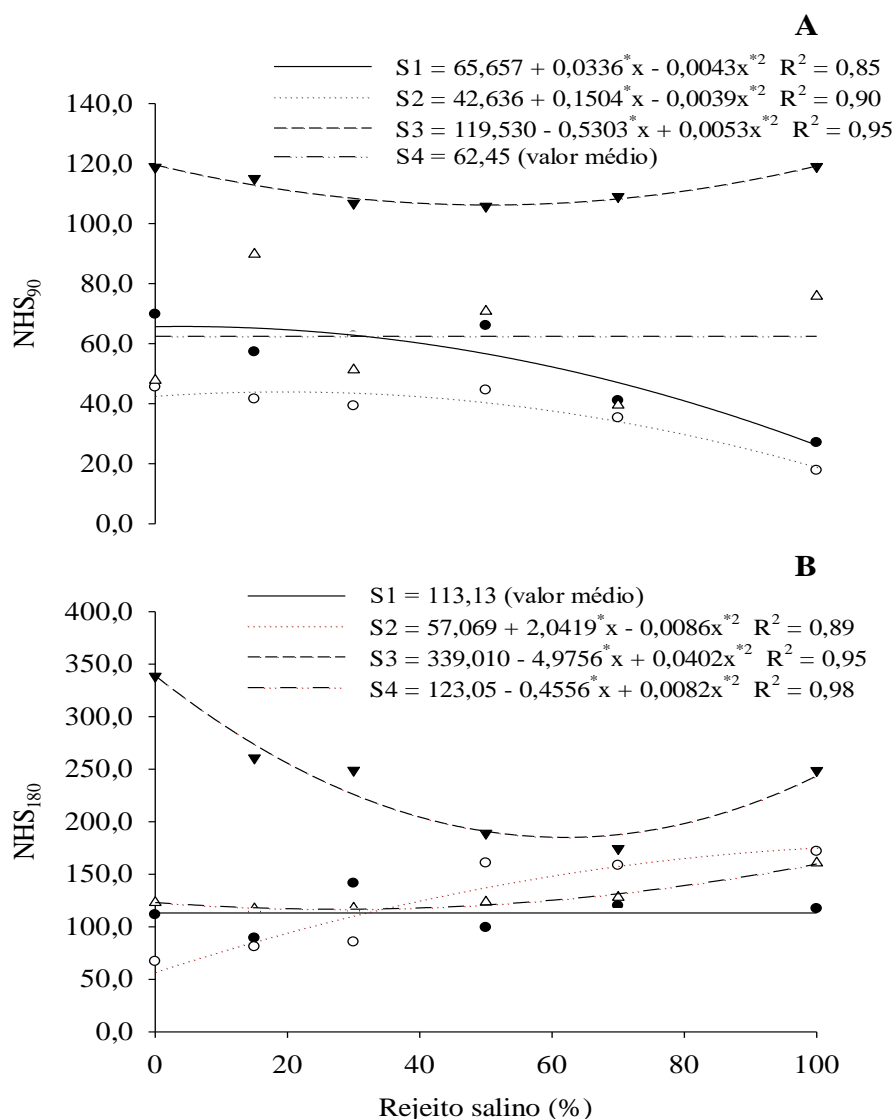 A
S1 = 65,657 + 0,0336*x - 0,0043x*² R² = 0,85
S2 = 42,636 + 0,1504*x - 0,0039x*² R² = 0,90
S3 = 119,530 - 0,5303*x + 0,0053x*² R² = 0,95
S4 = 62,45 (valor médio)
140,0
120,0
100,0
80,0
60,0
40,0
20,0
0,0
NHS₉₀
B
S1 = 113,13 (valor médio)
S2 = 57,069 + 2,0419*x - 0,0086x*² R² = 0,89
S3 = 339,010 - 4,9756*x + 0,0402x*² R² = 0,95
S4 = 123,05 - 0,4556*x + 0,0082x*² R² = 0,98
400,0
350,0
300,0
250,0
200,0
150,0
100,0
50,0
0,0
NHS₁₈₀
0 20 40 60 80 100
Rejeito salino (%)